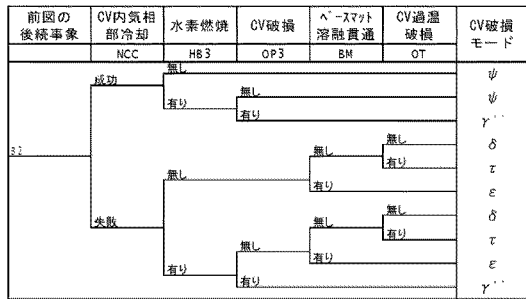 前図の後続事象 CV内気相部冷却 水素燃焼 CV破損 ベースマット溶融貫通 CV過温破損 CV破損モード
NCC HB3 OP3 BM OT
無し ψ
成功
無し ψ
有り
有り γ''
無し δ
無し
有り τ
無し
有り ε
無し δ
失敗
無し
有り τ
無し
有り ε
有り
有り γ''